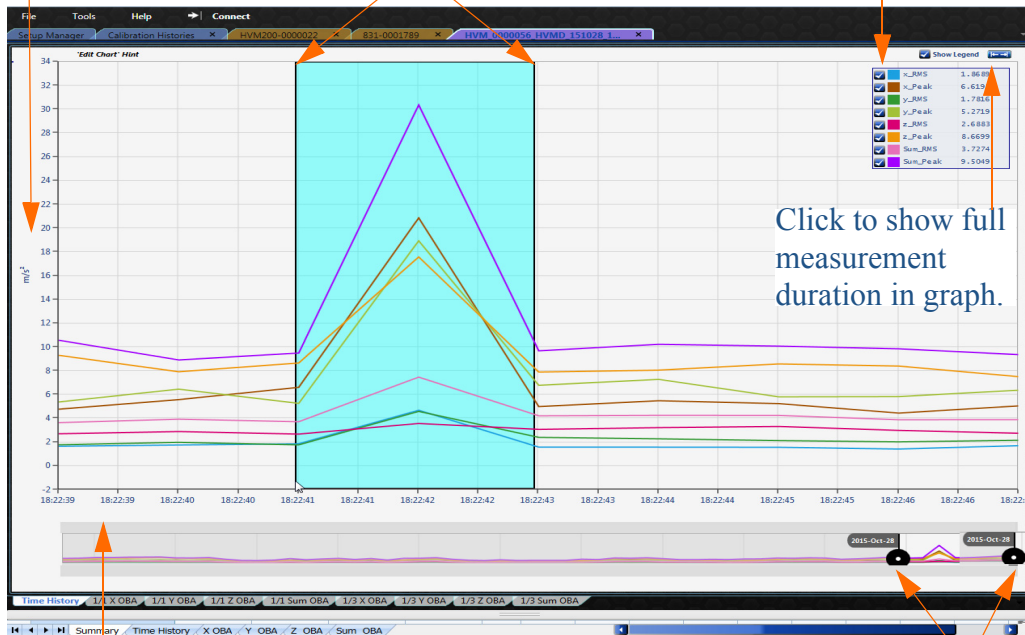 File Tools Help Connect
Setup Manager Calibration Histories × HVM200-0000022 × 831-0001789 × HVM_0000056_HVMD_151028_1... ×
'Edit Chart' Hint
Show Legend
x_RMS 1.8689
x_Peak 6.619
y_RMS 1.7816
y_Peak 5.2719
z_RMS 2.6883
z_Peak 8.6699
Sum_RMS 3.7274
Sum_Peak 9.5049
Click to show full
measurement
duration in graph.
34
32
30
28
26
24
22
20
18
16
14
12
10
8
6
4
2
0
-2
m/s²
18:22:39 18:22:39 18:22:40 18:22:40 18:22:41 18:22:41 18:22:42 18:22:42 18:22:43 18:22:43 18:22:44 18:22:44 18:22:45 18:22:45 18:22:46 18:22:46 18:22:
2015-Oct-28 2015-Oct-28
Time History 1/1 X OBA 1/1 Y OBA 1/1 Z OBA 1/1 Sum OBA 1/3 X OBA 1/3 Y OBA 1/3 Z OBA 1/3 Sum OBA
Summary Time History X OBA Y OBA Z OBA Sum OBA